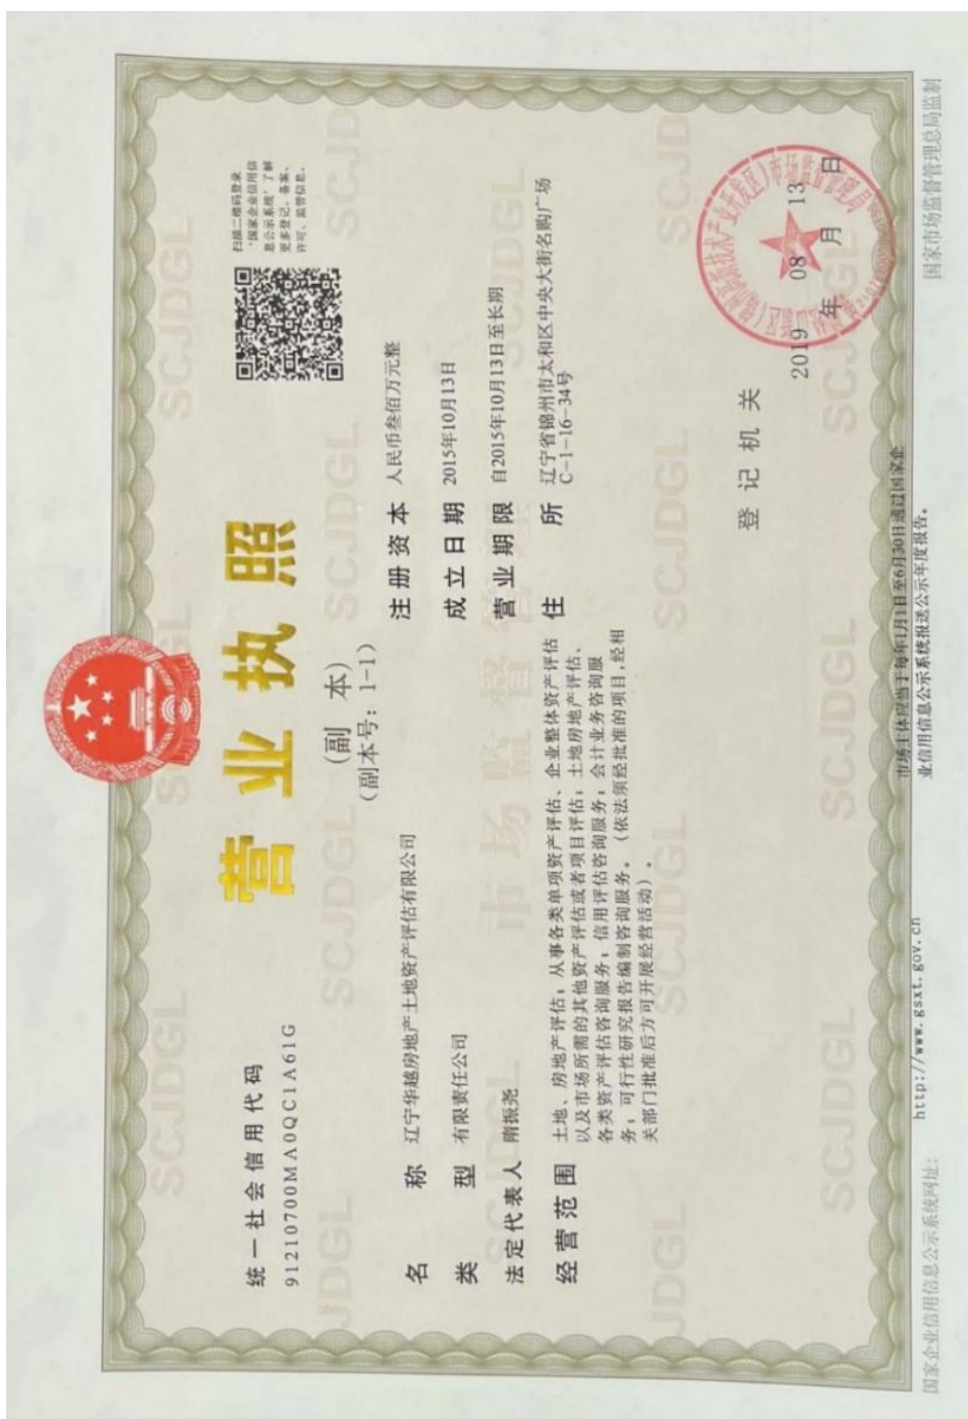 统一社会信用代码
91210700MA0QC1A61G
营业执照
(副 本)
(副本号: 1-1)
扫描二维码登录
"国家企业信用信
息公示系统"了解
更多登记、备案、
许可、监管信息。
名 称 辽宁华越房地产土地资产评估有限公司
类 型 有限责任公司
法定代表人 隋振尧
经营范围 土地、房地产评估；从事各类单项资产评估、企业整体资产评估
以及市场所需的其他资产评估或者项目评估；土地房地产评估、
各类资产评估咨询服务；信用评估咨询服务；会计业务咨询服
务；可行性研究报告编制咨询服务。（依法须经批准的项目,经相
关部门批准后方可开展经营活动）。
注册资本 人民币叁佰万元整
成立日期 2015年10月13日
营业期限 自2015年10月13日至长期
住 所 辽宁省锦州市太和区中央大街名购广场
C-1-16-34号
登记机关
2019 年 08 月 13 日
市场主体应当于每年1月1日至6月30日通过国家企
业信用信息公示系统报送公示年度报告。
国家企业信用信息公示系统网址:
http://www.gsxt.gov.cn
国家市场监督管理总局监制
SCJDGL